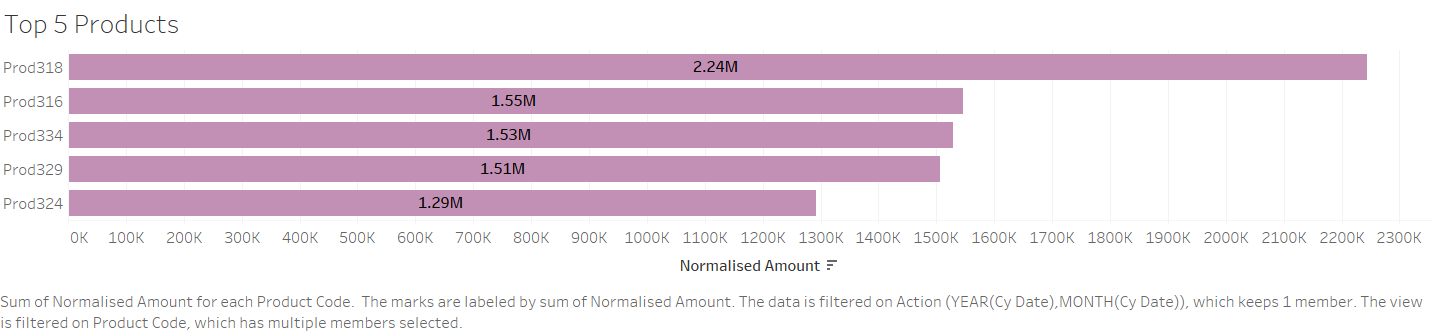 Top 5 Products
Prod318 2.24M
Prod316 1.55M
Prod334 1.53M
Prod329 1.51M
Prod324 1.29M
0K 100K 200K 300K 400K 500K 600K 700K 800K 900K 1000K 1100K 1200K 1300K 1400K 1500K 1600K 1700K 1800K 1900K 2000K 2100K 2200K 2300K
Normalised Amount
Sum of Normalised Amount for each Product Code.  The marks are labeled by sum of Normalised Amount. The data is filtered on Action (YEAR(Cy Date),MONTH(Cy Date)), which keeps 1 member. The view
is filtered on Product Code, which has multiple members selected.